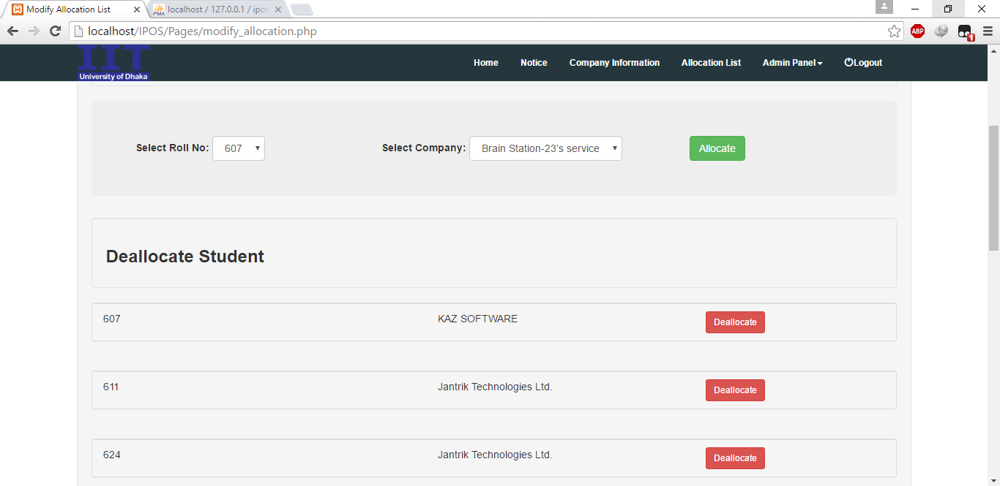 Modify Allocation List
localhost / 127.0.0.1 / ipos
localhost/IPOS/Pages/modify_allocation.php
ABP
1
IIT
University of Dhaka
Home Notice Company Information Allocation List Admin Panel Logout
Select Roll No: 607 Select Company: Brain Station-23's service Allocate
Deallocate Student
607 KAZ SOFTWARE Deallocate
611 Jantrik Technologies Ltd. Deallocate
624 Jantrik Technologies Ltd. Deallocate